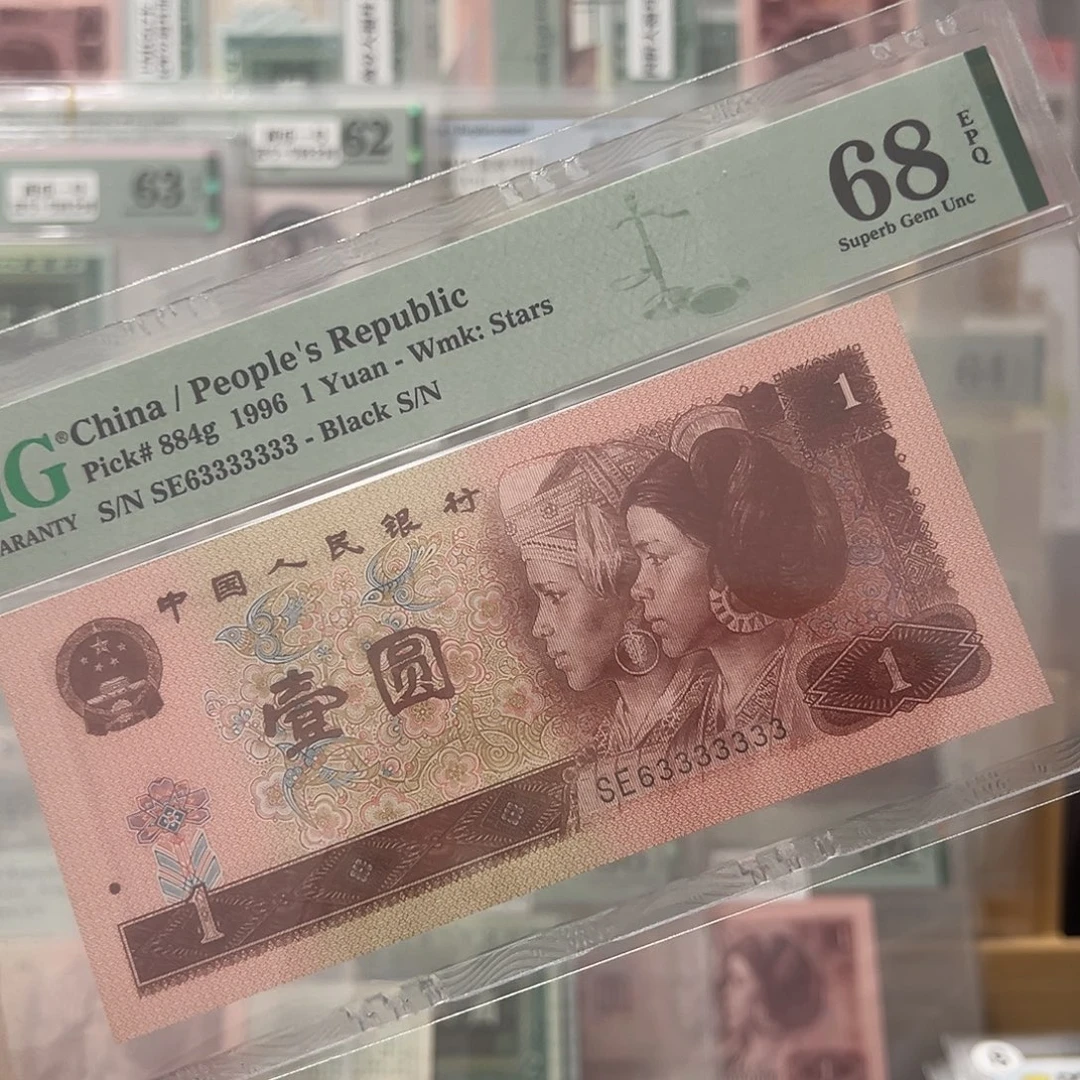 62
63
68
EPQ
Superb Gem Unc
G® China / People's Republic
Pick# 884g 1996 1 Yuan - Wmk: Stars
ARANTY S/N SE63333333 - Black S/N
中国人民银行
壹圆
1
1
SE63333333
1
64